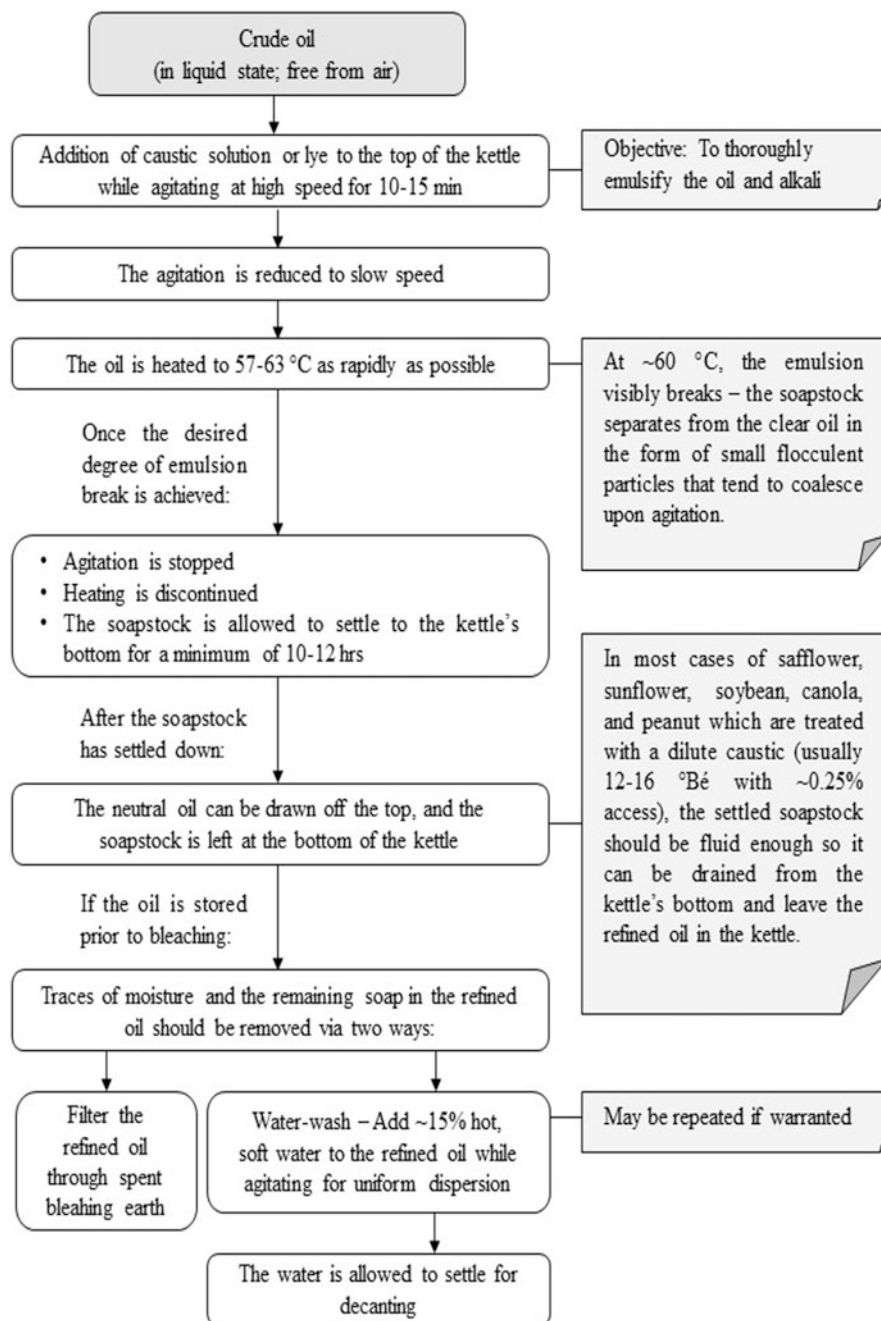 Crude oil
(in liquid state; free from air)
Addition of caustic solution or lye to the top of the kettle
while agitating at high speed for 10-15 min
Objective: To thoroughly
emulsify the oil and alkali
The agitation is reduced to slow speed
The oil is heated to 57-63 °C as rapidly as possible
At ~60 °C, the emulsion
visibly breaks – the soapstock
separates from the clear oil in
the form of small flocculent
particles that tend to coalesce
upon agitation.
Once the desired
degree of emulsion
break is achieved:
• Agitation is stopped
• Heating is discontinued
• The soapstock is allowed to settle to the kettle’s
bottom for a minimum of 10-12 hrs
In most cases of safflower,
sunflower, soybean, canola,
and peanut which are treated
with a dilute caustic (usually
12-16 °Bé with ~0.25%
access), the settled soapstock
should be fluid enough so it
can be drained from the
kettle’s bottom and leave the
refined oil in the kettle.
After the soapstock
has settled down:
The neutral oil can be drawn off the top, and the
soapstock is left at the bottom of the kettle
If the oil is stored
prior to bleaching:
Traces of moisture and the remaining soap in the refined
oil should be removed via two ways:
Filter the
refined oil
through spent
bleahing earth
Water-wash – Add ~15% hot,
soft water to the refined oil while
agitating for uniform dispersion
May be repeated if warranted
The water is allowed to settle for
decanting